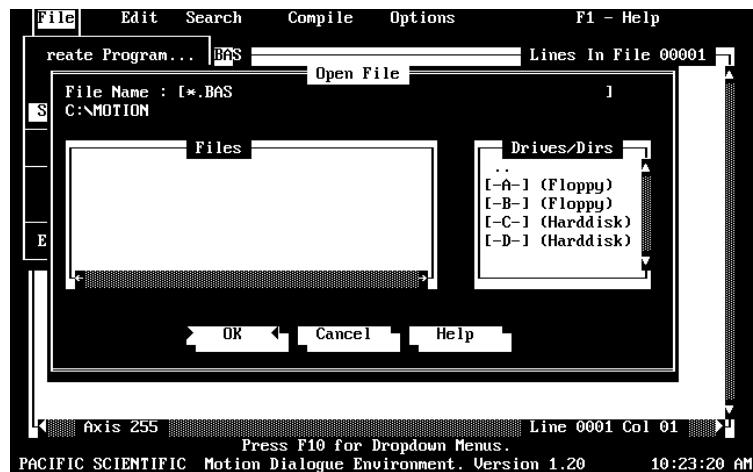 File Edit Search Compile Options F1 - Help
reate Program... BAS Lines In File 00001
Open File
File Name : [*.BAS ]
S C:\MOTION
Files Drives/Dirs
..
[-A-] (Floppy)
[-B-] (Floppy)
[-C-] (Harddisk)
E [-D-] (Harddisk)
OK Cancel Help
Axis 255 Line 0001 Col 01
Press F10 for Dropdown Menus.
PACIFIC SCIENTIFIC Motion Dialogue Environment. Version 1.20 10:23:20 AM